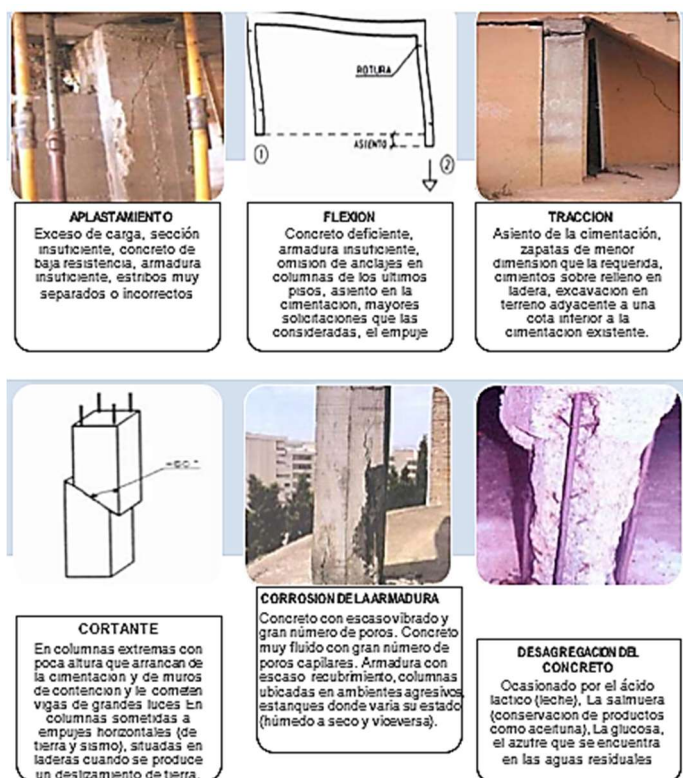 ROTURA
ASIENTO
1
2
APLASTAMIENTO
Exceso de carga, sección
insuficiente, concreto de
baja resistencia, armadura
insuficiente, estribos muy
separados o incorrectos
FLEXION
Concreto deficiente,
armadura insuficiente,
omision de anclajes en
columnas de los últimos
pisos, asiento en la
cimentacion, mayores
solicitaciones que las
consideradas, el empuje
TRACCION
Asiento de la cimentación,
zapatas de menor
dimension que la requerida,
cimientos sobre relleno en
ladera, excavacion en
terreno adyacente a una
cota inferior a la
cimentacion existente.
CORTANTE
En columnas extremas con
poca altura que arrancan de
la cimentación y de muros
de contención y le cometen
vigas de grandes luces En
columnas sometidas a
empujes horizontales (de
tierra y sismo), situadas en
laderas cuando se produce
un deslizamiento de tierra.
CORROSION DE LA ARMADURA
Concreto con escaso vibrado y
gran número de poros. Concreto
muy fluido con gran número de
poros capilares. Armadura con
escaso recubrimiento, columnas
ubicadas en ambientes agresivos,
estanques donde varia su estado
(húmedo a seco y viceversa).
DESAGREGACION DEL
CONCRETO
Ocasionado por el ácido
lactico (leche), La salmuera
(conservacion de productos
como aceituna), La glucosa,
el azufre que se encuentra
en las aguas residuales